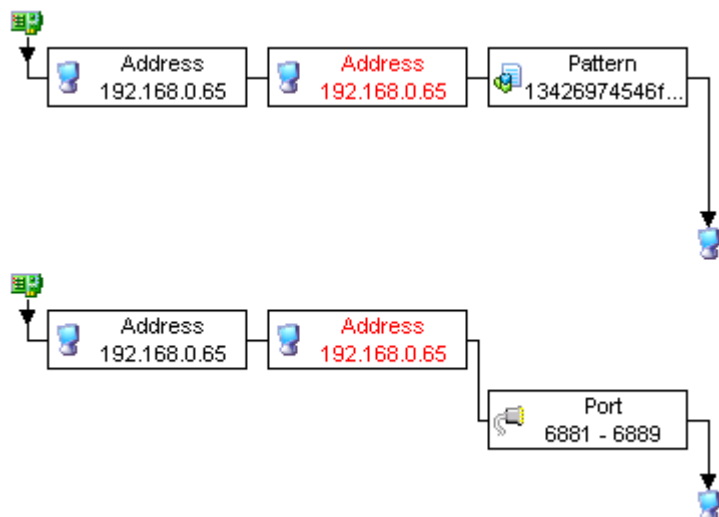 Address
192.168.0.65
Address
192.168.0.65
Pattern
13426974546f...
Address
192.168.0.65
Address
192.168.0.65
Port
6881 - 6889